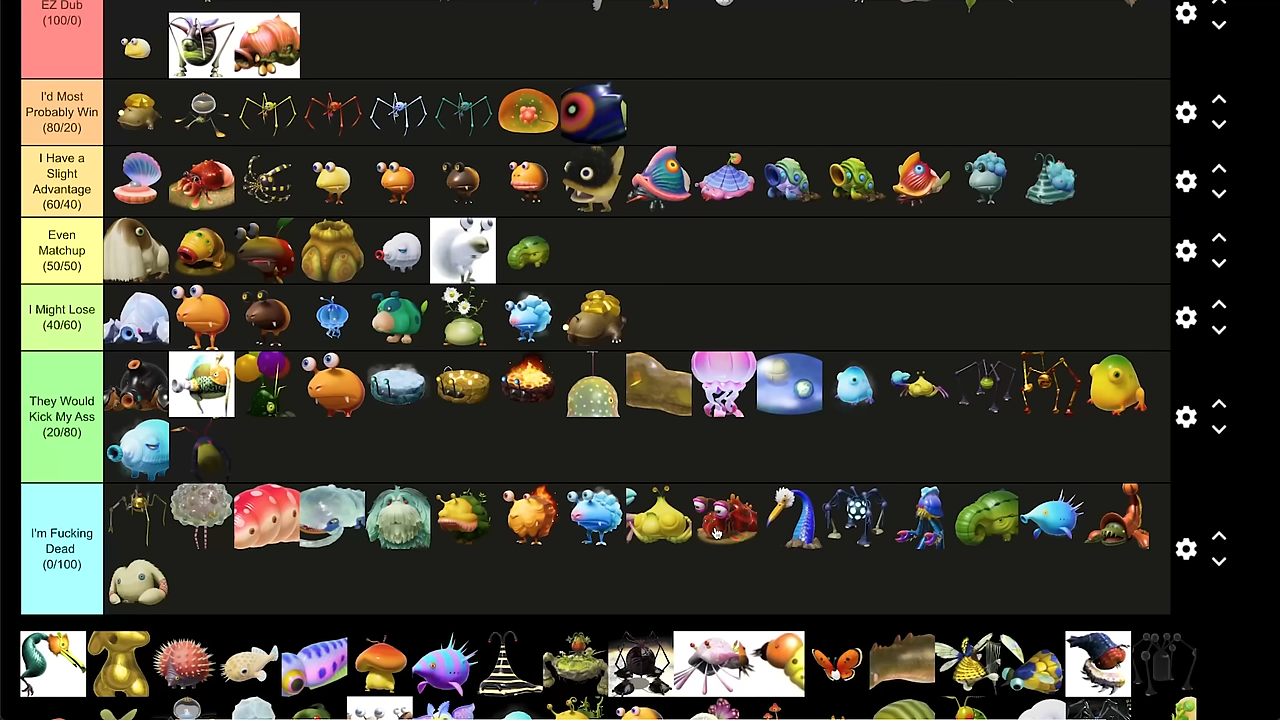 EZ Dub
(100/0)
I'd Most
Probably Win
(80/20)
I Have a
Slight
Advantage
(60/40)
Even
Matchup
(50/50)
I Might Lose
(40/60)
They Would
Kick My Ass
(20/80)
I'm Fucking
Dead
(0/100)